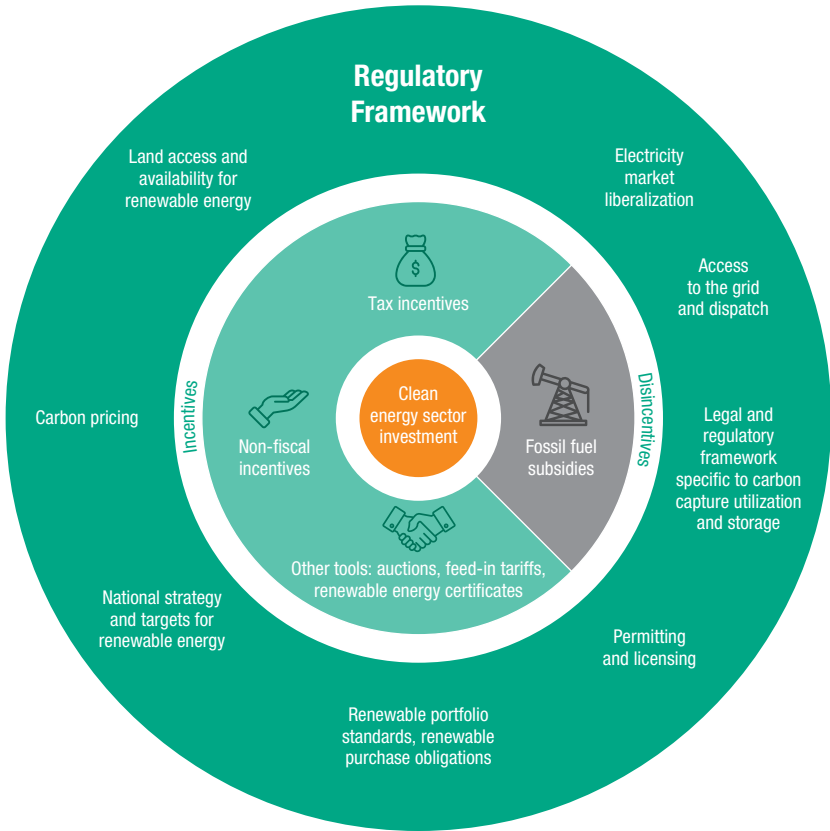 Regulatory
Framework
Land access and
availability for
renewable energy
Electricity
market
liberalization
Access
to the grid
and dispatch
Tax incentives
$
Incentives
Disincentives
Clean
energy sector
investment
Carbon pricing
Non-fiscal
incentives
Fossil fuel
subsidies
Legal and
regulatory
framework
specific to carbon
capture utilization
and storage
Other tools: auctions, feed-in tariffs,
renewable energy certificates
National strategy
and targets for
renewable energy
Permitting
and licensing
Renewable portfolio
standards, renewable
purchase obligations